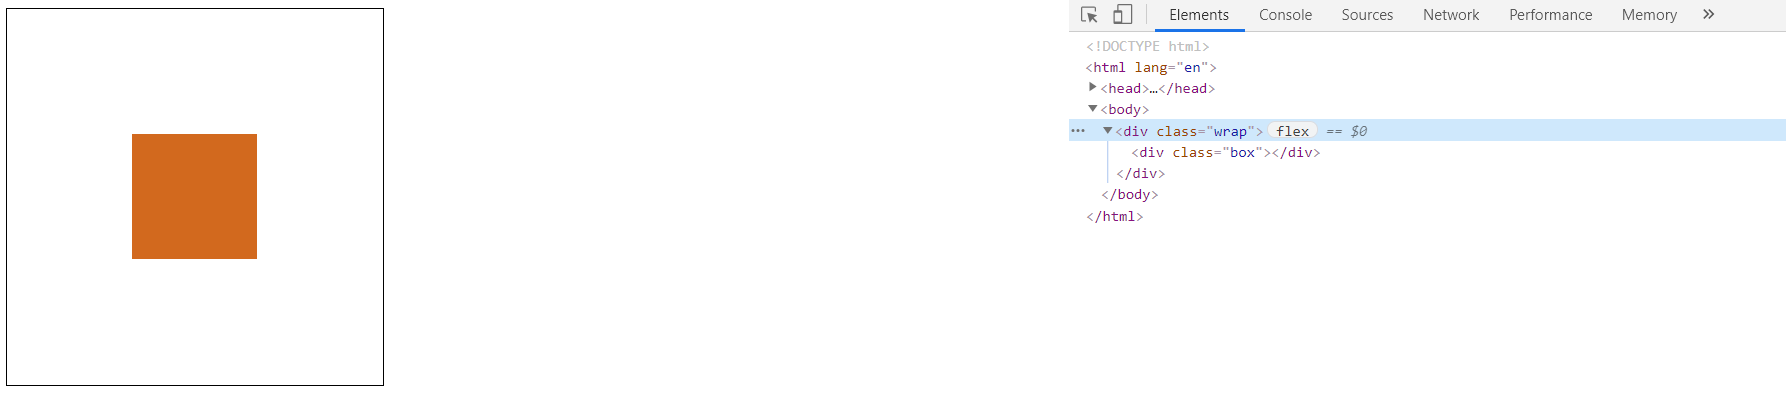 Elements Console Sources Network Performance Memory »
<!DOCTYPE html>
<html lang="en">
<head>…</head>
<body>
<div class="wrap"> flex == $0
<div class="box"></div>
</div>
</body>
</html>